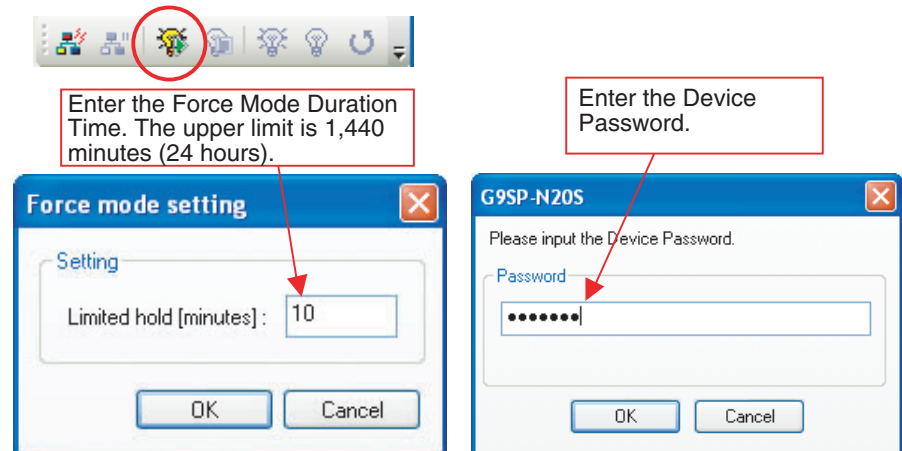 Enter the Force Mode Duration
Time. The upper limit is 1,440
minutes (24 hours).
Enter the Device
Password.
Force mode setting
Setting
Limited hold [minutes] :
10
OK
Cancel
G9SP-N20S
Please input the Device Password.
Password
•••••••
OK
Cancel